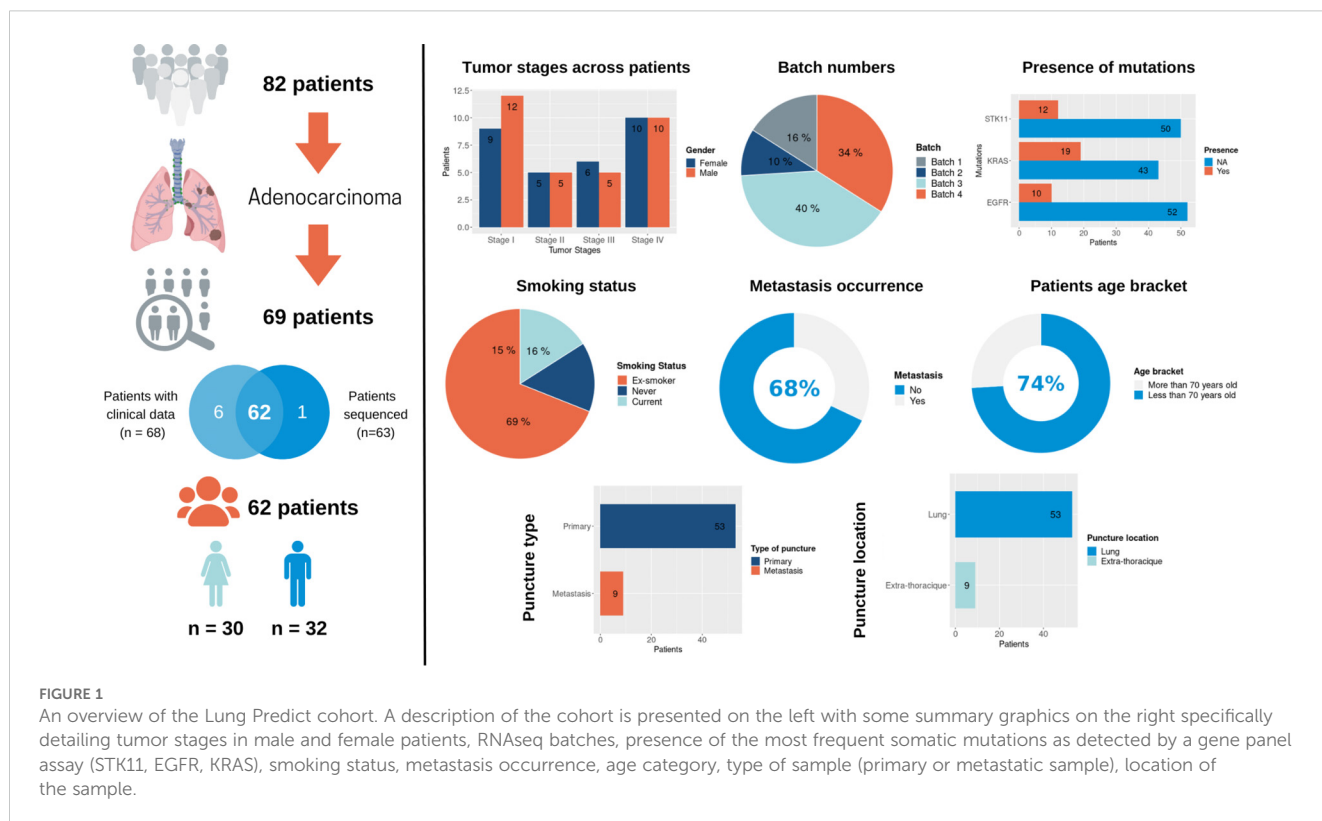 82 patients
Adenocarcinoma
69 patients
Patients with
clinical data
(n = 68)
6
62
1
Patients
sequenced
(n=63)
62 patients
n = 30
n = 32
Tumor stages across patients
Patients
12.5
10.0
7.5
5.0
2.5
0.0
9
12
5
5
6
5
10
10
Stage I
Stage II
Stage III
Stage IV
Tumor Stages
Gender
Female
Male
Batch numbers
16 %
10 %
34 %
40 %
Batch
Batch 1
Batch 2
Batch 3
Batch 4
Presence of mutations
Mutations
STK11
KRAS
EGFR
12
50
19
43
10
52
0
10
20
30
40
50
Patients
Presence
NA
Yes
Smoking status
15 %
16 %
69 %
Smoking Status
Ex-smoker
Never
Current
Metastasis occurrence
68%
Metastasis
No
Yes
Patients age bracket
74%
Age bracket
More than 70 years old
Less than 70 years old
Puncture type
Primary
Metastasis
53
9
0
20
40
Patients
Type of puncture
Primary
Metastasis
Puncture location
Lung
Extra-thoracique
53
9
0
20
40
Patients
Puncture location
Lung
Extra-thoracique
FIGURE 1
An overview of the Lung Predict cohort. A description of the cohort is presented on the left with some summary graphics on the right specifically
detailing tumor stages in male and female patients, RNAseq batches, presence of the most frequent somatic mutations as detected by a gene panel
assay (STK11, EGFR, KRAS), smoking status, metastasis occurrence, age category, type of sample (primary or metastatic sample), location of
the sample.